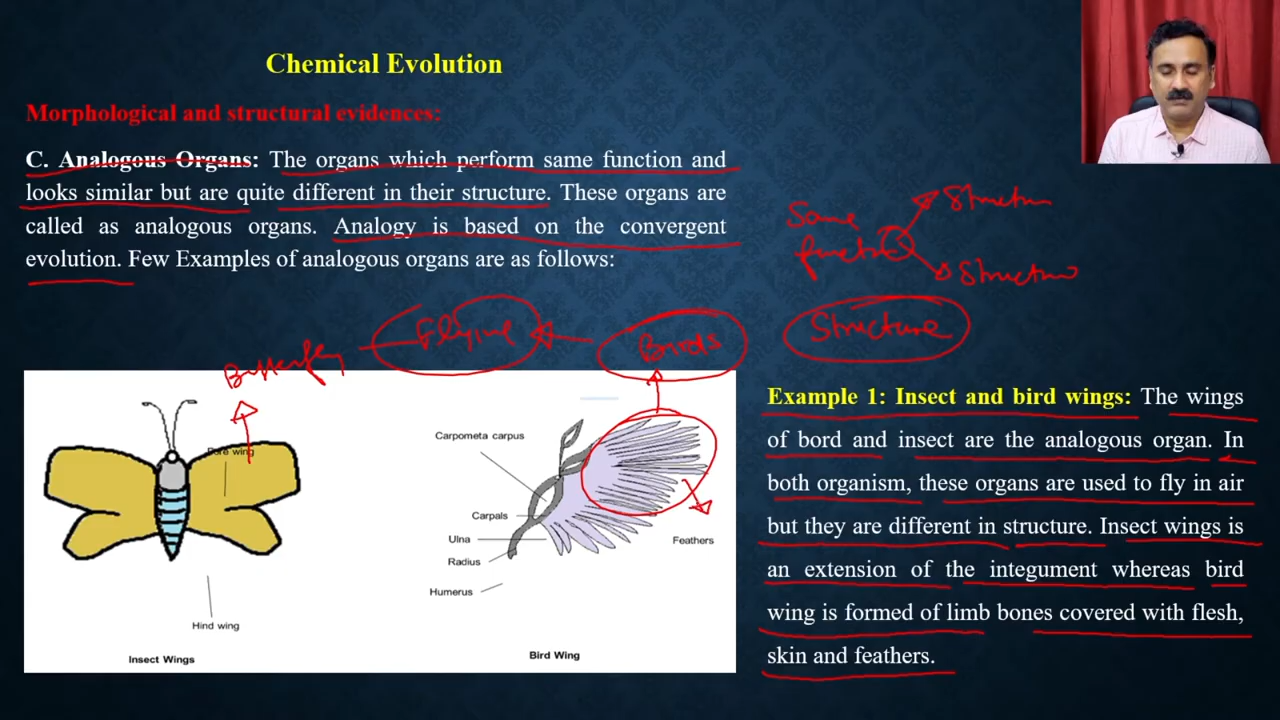 Chemical Evolution
Morphological and structural evidences:
C. Analogous Organs: The organs which perform same function and
looks similar but are quite different in their structure. These organs are
called as analogous organs. Analogy is based on the convergent
evolution. Few Examples of analogous organs are as follows:
Same
function
Structure
Structure
Butterfly
Flying
Birds
Structure
Fore wing
Hind wing
Insect Wings
Carpometa carpus
Carpals
Ulna
Radius
Humerus
Feathers
Bird Wing
Example 1: Insect and bird wings: The wings
of bord and insect are the analogous organ. In
both organism, these organs are used to fly in air
but they are different in structure. Insect wings is
an extension of the integument whereas bird
wing is formed of limb bones covered with flesh,
skin and feathers.